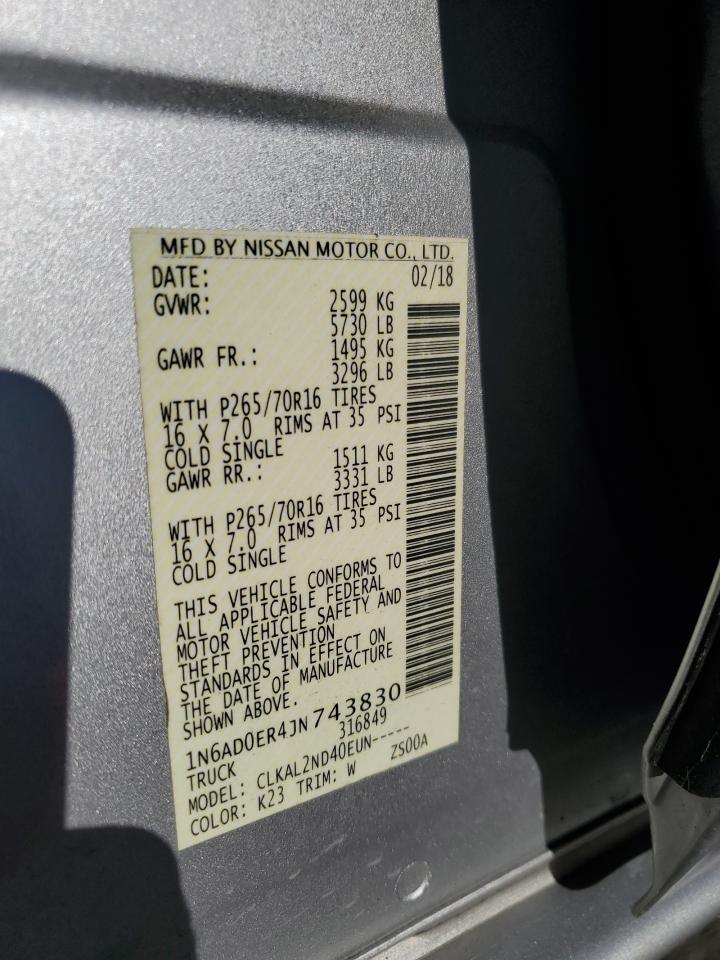 MFD BY NISSAN MOTOR CO., LTD.
DATE: 02/18
GVWR: 2599 KG
5730 LB
GAWR FR.: 1495 KG
3296 LB
WITH P265/70R16 TIRES
16 X 7.0 RIMS AT 35 PSI
COLD SINGLE
GAWR RR.: 1511 KG
3331 LB
WITH P265/70R16 TIRES
16 X 7.0 RIMS AT 35 PSI
COLD SINGLE
THIS VEHICLE CONFORMS TO
ALL APPLICABLE FEDERAL
MOTOR VEHICLE SAFETY AND
THEFT PREVENTION
STANDARDS IN EFFECT ON
THE DATE OF MANUFACTURE
SHOWN ABOVE.
1N6AD0ER4JN743830
TRUCK 316849
MODEL: CLKAL2ND40EUN-----
COLOR: K23 TRIM: W ZS00A